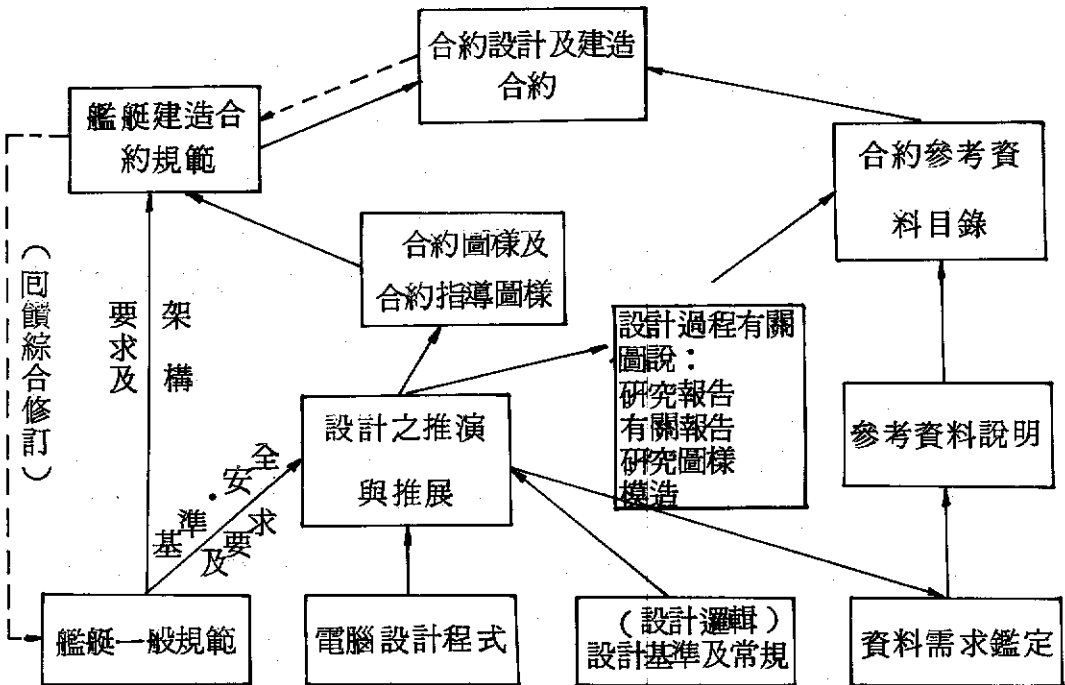 合約設計及建造
合約
艦艇建造合
約規範
合約參考資
料目錄
合約圖樣及
合約指導圖樣
(回饋綜合修訂)
要求及
架構
設計過程有關
圖說:
研究報告
有關報告
研究圖樣
模造
設計之推演
與推展
參考資料說明
基準·安全
及要求
艦艇一般規範
電腦設計程式
(設計邏輯)
設計基準及常規
資料需求鑑定